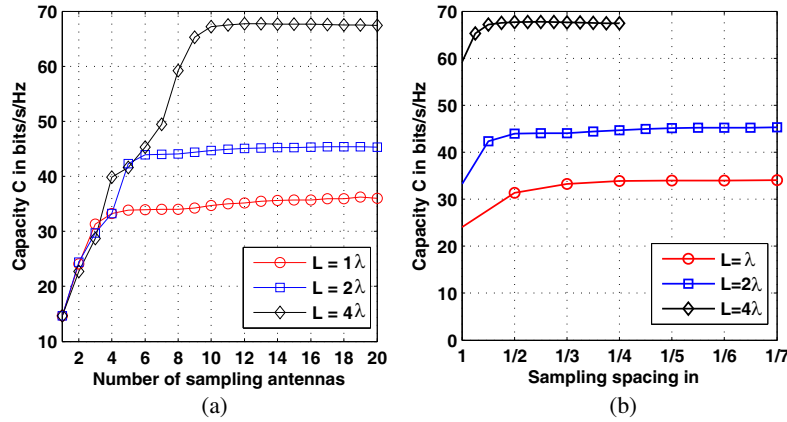 70
60
50
40
30
20
10
Capacity C in bits/s/Hz
2 4 6 8 10 12 14 16 18 20
Number of sampling antennas
L = 1λ
L = 2λ
L = 4λ
(a)
70
60
50
40
30
20
10
0
Capacity C in bits/s/Hz
1 1/2 1/3 1/4 1/5 1/6 1/7
Sampling spacing in
L=λ
L=2λ
L=4λ
(b)